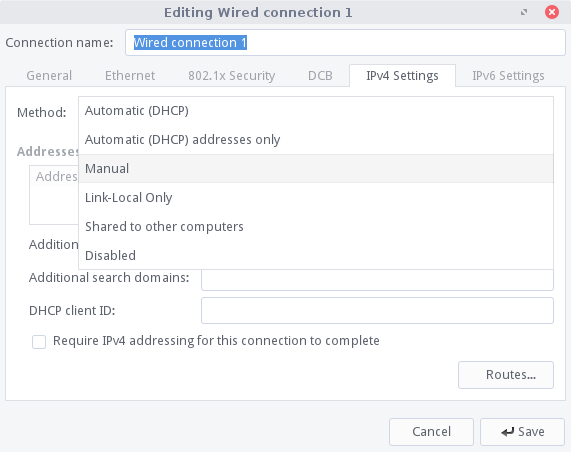 Editing Wired connection 1
Connection name: Wired connection 1
General Ethernet 802.1x Security DCB IPv4 Settings IPv6 Settings
Method:
Automatic (DHCP)
Automatic (DHCP) addresses only
Addresses
Manual
Addres
Link-Local Only
Shared to other computers
Addition
Disabled
Additional search domains:
DHCP client ID:
Require IPv4 addressing for this connection to complete
Routes...
Cancel Save